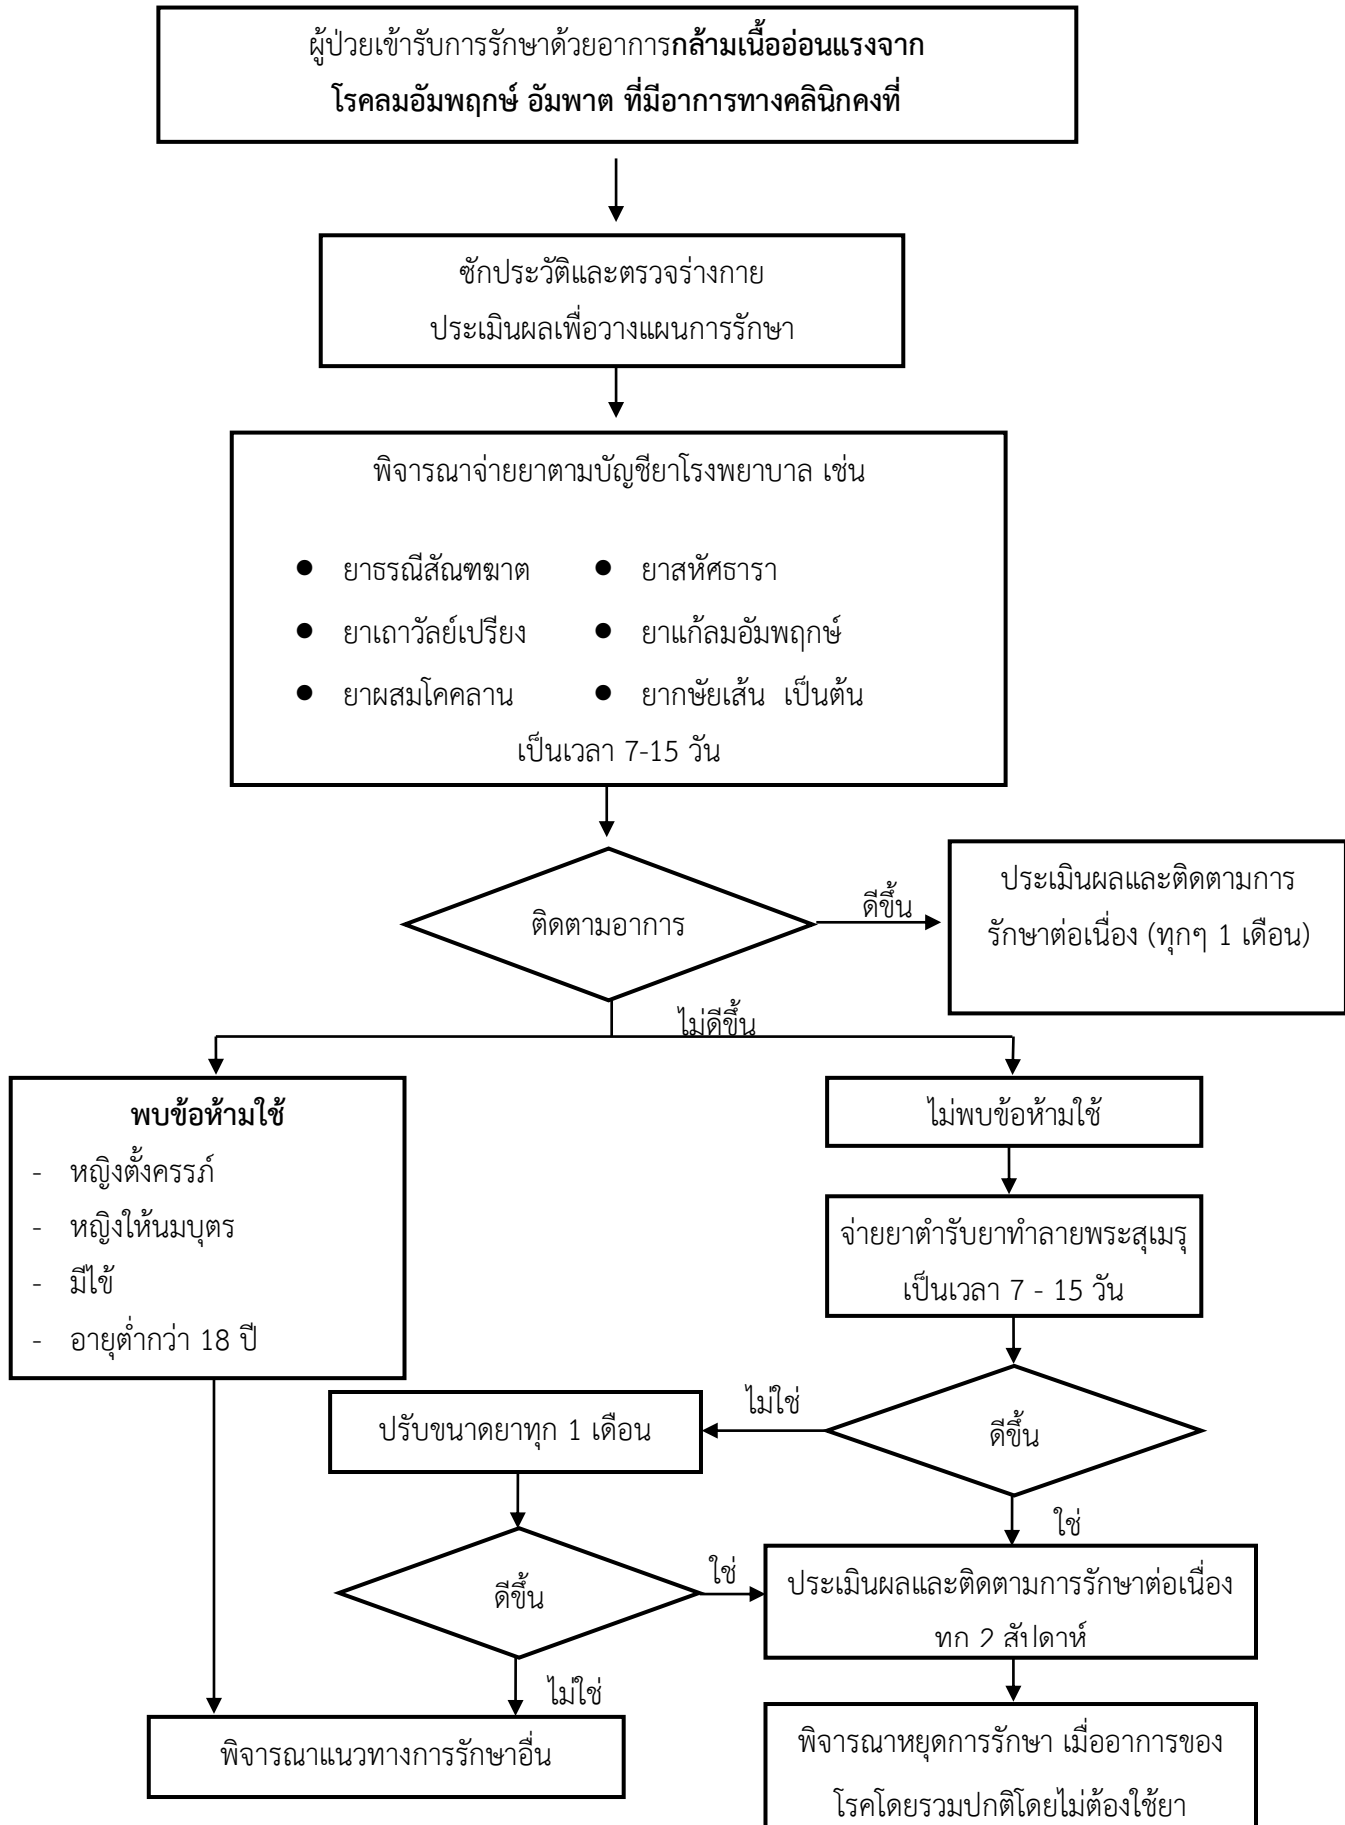 ผู้ป่วยเข้ารับการรักษาด้วยอาการกล้ามเนื้ออ่อนแรงจาก
โรคลมอัมพฤกษ์ อัมพาต ที่มีอาการทางคลินิกคงที่
ซักประวัติและตรวจร่างกาย
ประเมินผลเพื่อวางแผนการรักษา
พิจารณาจ่ายยาตามบัญชียาโรงพยาบาล เช่น
● ยาธรณีสัณฑฆาต ● ยาสหัศธารา
● ยาเถาวัลย์เปรียง ● ยาแก้ลมอัมพฤกษ์
● ยาผสมโคคลาน ● ยากษัยเส้น เป็นต้น
เป็นเวลา 7-15 วัน
ติดตามอาการ
ดีขึ้น
ประเมินผลและติดตามการ
รักษาต่อเนื่อง (ทุกๆ 1 เดือน)
ไม่ดีขึ้น
พบข้อห้ามใช้
- หญิงตั้งครรภ์
- หญิงให้นมบุตร
- มีไข้
- อายุต่ำกว่า 18 ปี
ไม่พบข้อห้ามใช้
จ่ายยาตำรับยาทำลายพระสุเมรุ
เป็นเวลา 7 - 15 วัน
ดีขึ้น
ไม่ใช่
ปรับขนาดยาทุก 1 เดือน
ใช่
ดีขึ้น
ใช่
ประเมินผลและติดตามการรักษาต่อเนื่อง
ทุก 2 สัปดาห์
ไม่ใช่
พิจารณาแนวทางการรักษาอื่น
พิจารณาหยุดการรักษา เมื่ออาการของ
โรคโดยรวมปกติโดยไม่ต้องใช้ยา